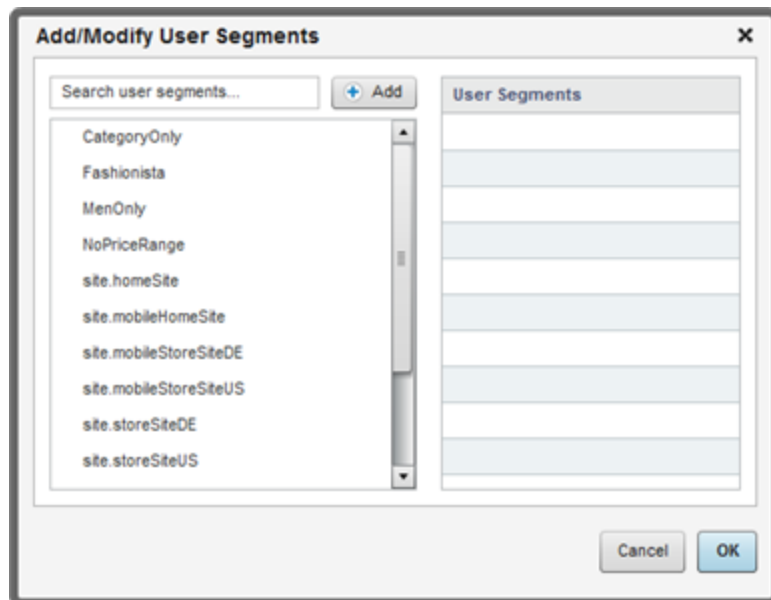 Add/Modify User Segments
Search user segments...
Add
CategoryOnly
Fashionista
MenOnly
NoPriceRange
site.homeSite
site.mobileHomeSite
site.mobileStoreSiteDE
site.mobileStoreSiteUS
site.storeSiteDE
site.storeSiteUS
User Segments
Cancel
OK